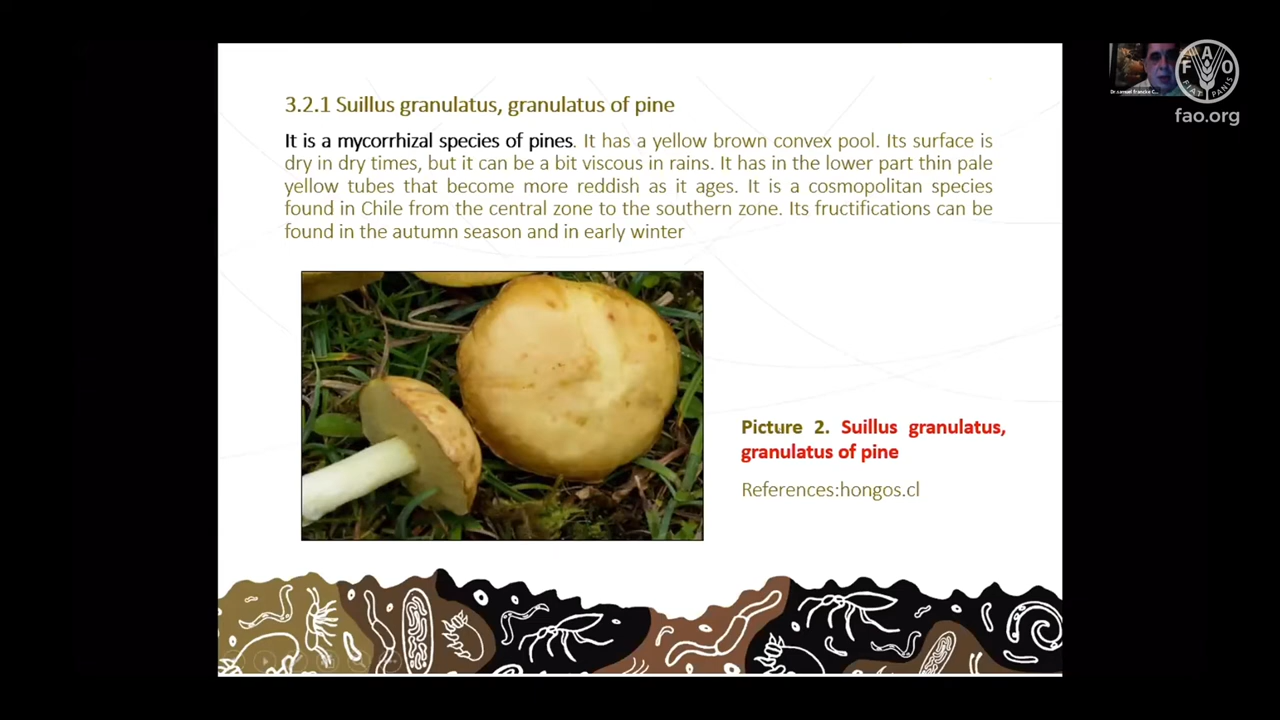 3.2.1 Suillus granulatus, granulatus of pine
It is a mycorrhizal species of pines. It has a yellow brown convex pool. Its surface is
dry in dry times, but it can be a bit viscous in rains. It has in the lower part thin pale
yellow tubes that become more reddish as it ages. It is a cosmopolitan species
found in Chile from the central zone to the southern zone. Its fructifications can be
found in the autumn season and in early winter
Picture 2. Suillus granulatus,
granulatus of pine
References:hongos.cl
F A O
FIAT PANIS
fao.org